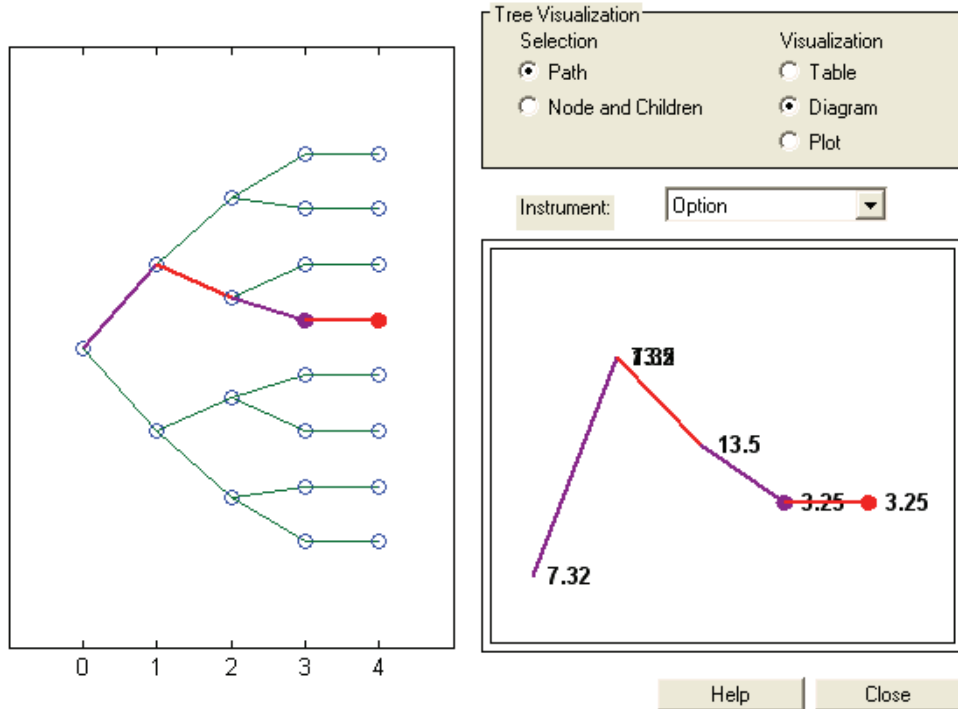 Tree Visualization
Selection
Visualization
Path
Table
Node and Children
Diagram
Plot
Instrument:
Option
13.5
3.25
3.25
7.32
0 1 2 3 4
Help
Close